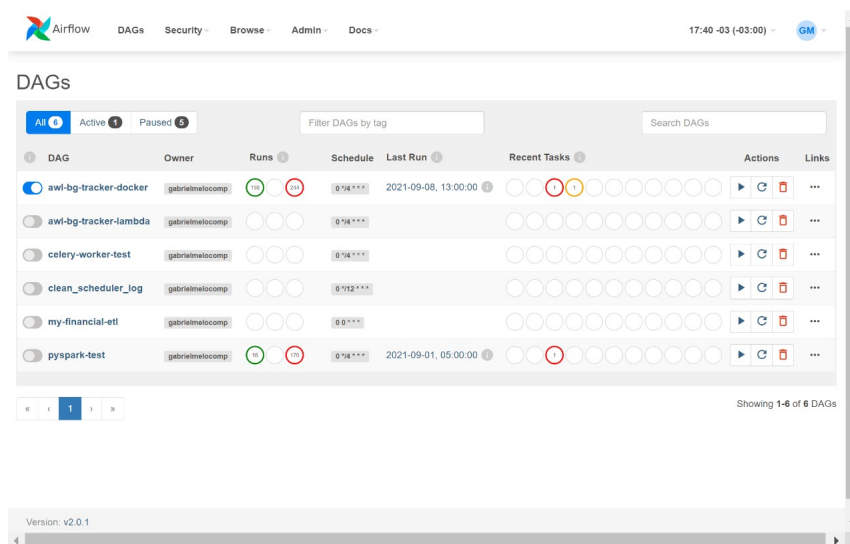 Airflow DAGs Security Browse Admin Docs 17:40 -03 (-03:00) GM
DAGs
All 6 Active 1 Paused 5 Filter DAGs by tag Search DAGs
DAG Owner Runs Schedule Last Run Recent Tasks Actions Links
awl-bg-tracker-docker gabrielmelocomp 244 0 */4 * * * 2021-09-08, 13:00:00 1 1
awl-bg-tracker-lambda gabrielmelocomp 0 */4 * * *
celery-worker-test gabrielmelocomp 0 */4 * * *
clean_scheduler_log gabrielmelocomp 0 */12 * * *
my-financial-etl gabrielmelocomp 0 0 * * *
pyspark-test gabrielmelocomp 170 0 */4 * * * 2021-09-01, 05:00:00 1
« ‹ 1 › » Showing 1-6 of 6 DAGs
Version: v2.0.1